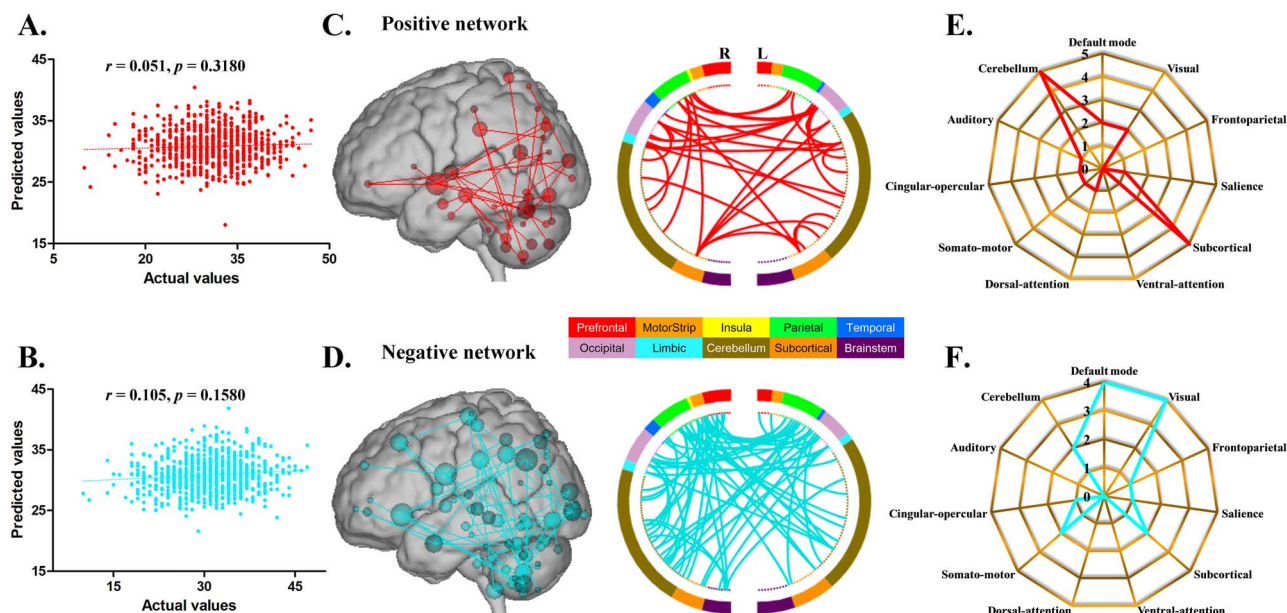 A.
r = 0.051, p = 0.3180
45
35
25
15
Predicted values
5
20
35
50
Actual values
C.
Positive network
R
L
E.
Default mode
Visual
Frontoparietal
Salience
Subcortical
Ventral-attention
Dorsal-attention
Somato-motor
Cingular-opercular
Auditory
Cerebellum
5
4
3
2
1
0
Prefrontal
MotorStrip
Insula
Parietal
Temporal
Occipital
Limbic
Cerebellum
Subcortical
Brainstem
B.
r = 0.105, p = 0.1580
45
35
25
15
Predicted values
15
30
45
Actual values
D.
Negative network
F.
Default mode
Visual
Frontoparietal
Salience
Subcortical
Ventral-attention
Dorsal-attention
Somato-motor
Cingular-opercular
Auditory
Cerebellum
4
3
2
1
0